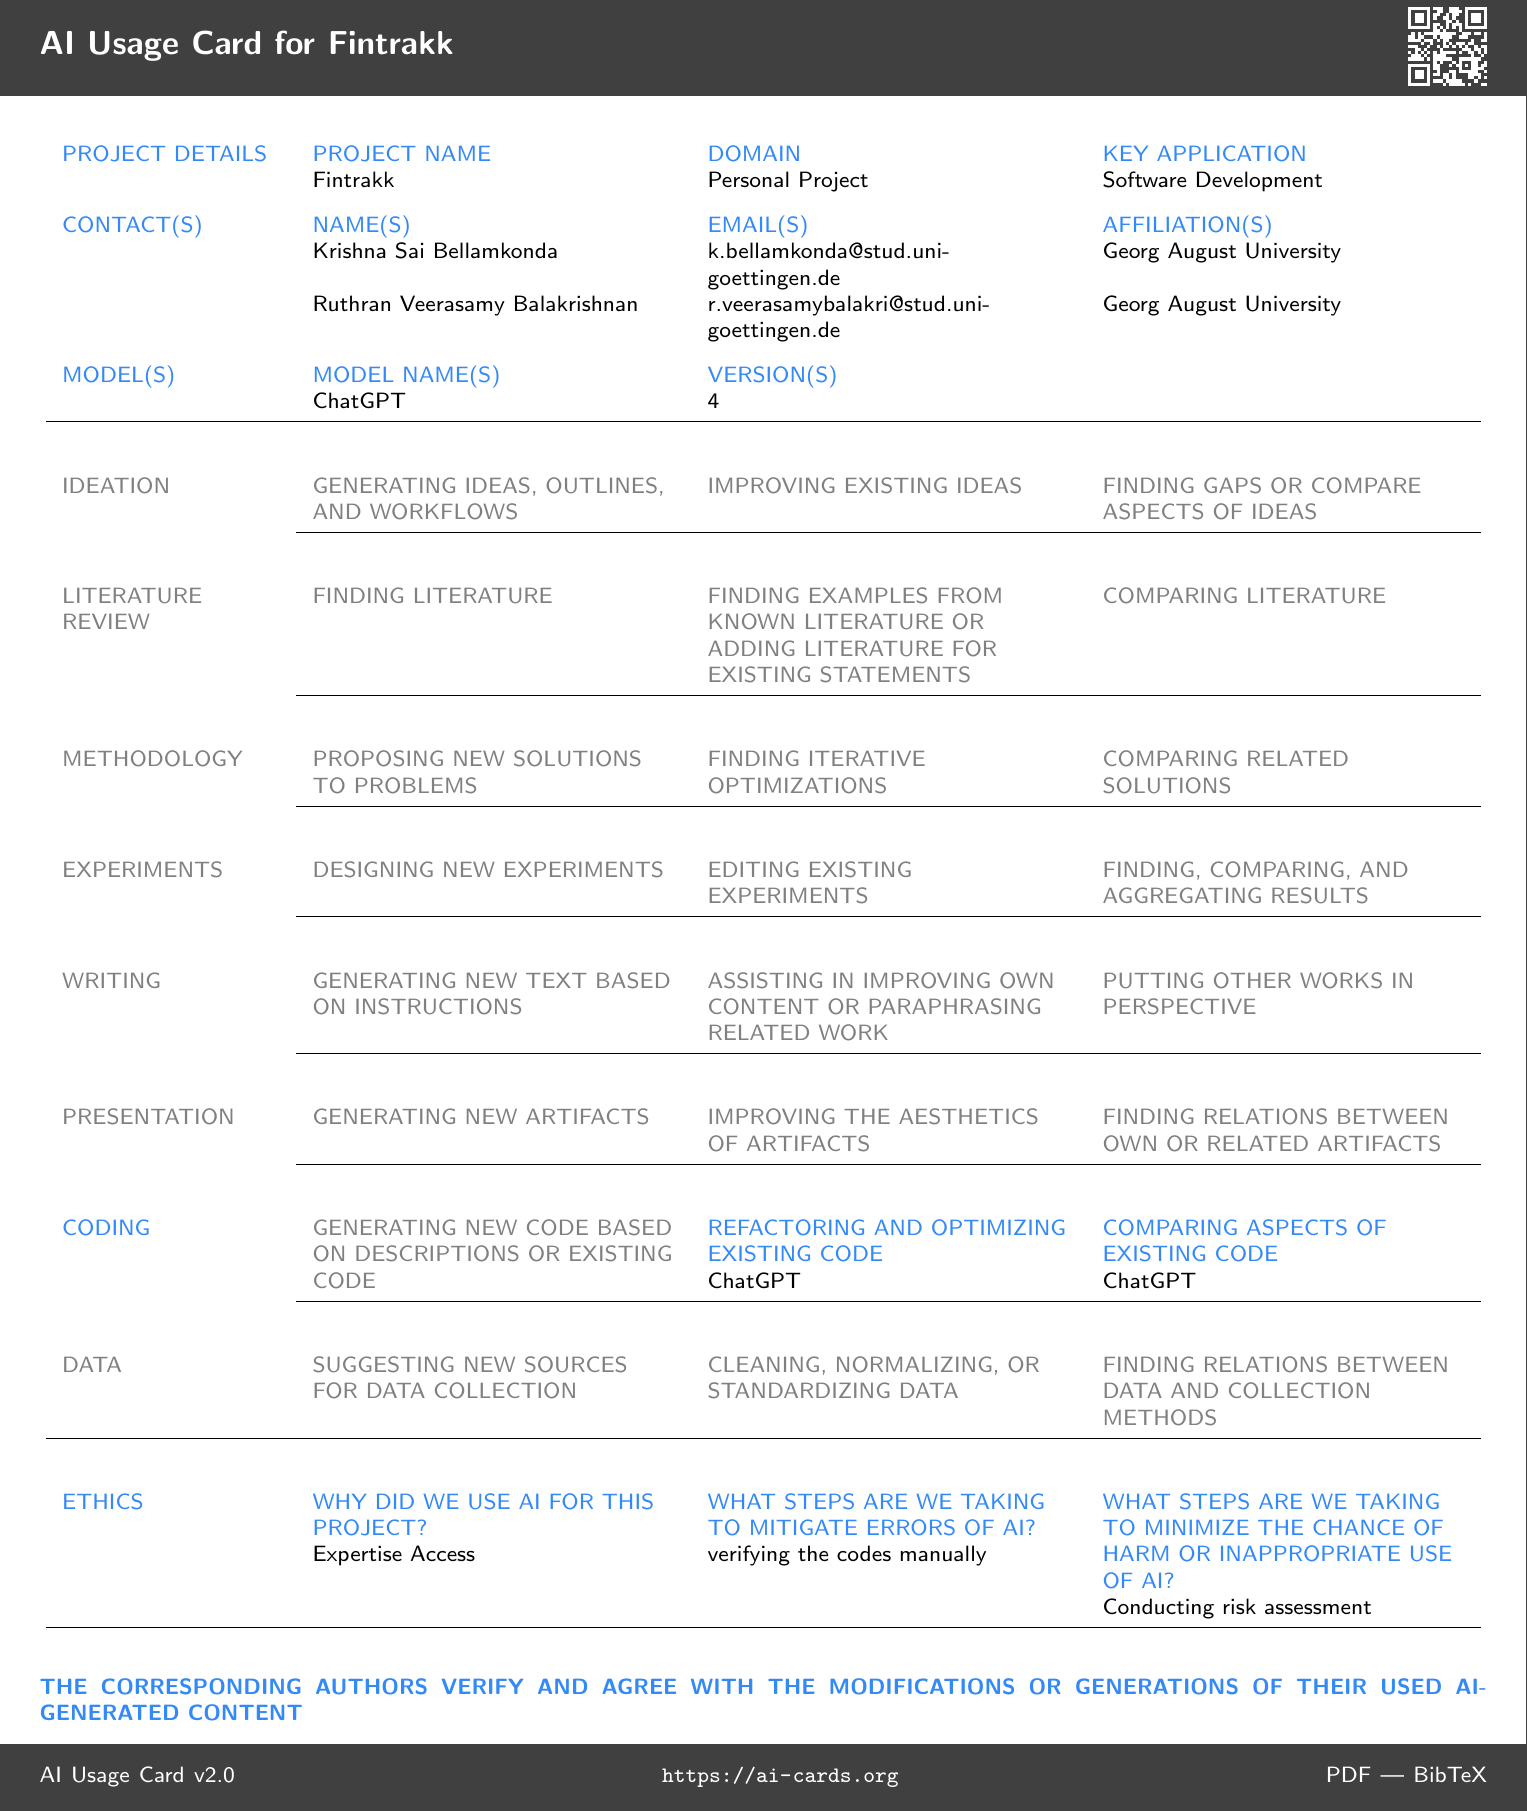 AI Usage Card for Fintrakk
PROJECT DETAILS PROJECT NAME DOMAIN KEY APPLICATION
Fintrakk Personal Project Software Development
CONTACT(S) NAME(S) EMAIL(S) AFFILIATION(S)
Krishna Sai Bellamkonda k.bellamkonda@stud.uni- Georg August University
goettingen.de
Ruthran Veerasamy Balakrishnan r.veerasamybalakri@stud.uni- Georg August University
goettingen.de
MODEL(S) MODEL NAME(S) VERSION(S)
ChatGPT 4
IDEATION GENERATING IDEAS, OUTLINES, IMPROVING EXISTING IDEAS FINDING GAPS OR COMPARE
AND WORKFLOWS ASPECTS OF IDEAS
LITERATURE FINDING LITERATURE FINDING EXAMPLES FROM COMPARING LITERATURE
REVIEW KNOWN LITERATURE OR
ADDING LITERATURE FOR
EXISTING STATEMENTS
METHODOLOGY PROPOSING NEW SOLUTIONS FINDING ITERATIVE COMPARING RELATED
TO PROBLEMS OPTIMIZATIONS SOLUTIONS
EXPERIMENTS DESIGNING NEW EXPERIMENTS EDITING EXISTING FINDING, COMPARING, AND
EXPERIMENTS AGGREGATING RESULTS
WRITING GENERATING NEW TEXT BASED ASSISTING IN IMPROVING OWN PUTTING OTHER WORKS IN
ON INSTRUCTIONS CONTENT OR PARAPHRASING PERSPECTIVE
RELATED WORK
PRESENTATION GENERATING NEW ARTIFACTS IMPROVING THE AESTHETICS FINDING RELATIONS BETWEEN
OF ARTIFACTS OWN OR RELATED ARTIFACTS
CODING GENERATING NEW CODE BASED REFACTORING AND OPTIMIZING COMPARING ASPECTS OF
ON DESCRIPTIONS OR EXISTING EXISTING CODE EXISTING CODE
CODE ChatGPT ChatGPT
DATA SUGGESTING NEW SOURCES CLEANING, NORMALIZING, OR FINDING RELATIONS BETWEEN
FOR DATA COLLECTION STANDARDIZING DATA DATA AND COLLECTION
METHODS
ETHICS WHY DID WE USE AI FOR THIS WHAT STEPS ARE WE TAKING WHAT STEPS ARE WE TAKING
PROJECT? TO MITIGATE ERRORS OF AI? TO MINIMIZE THE CHANCE OF
Expertise Access verifying the codes manually HARM OR INAPPROPRIATE USE
OF AI?
Conducting risk assessment
THE CORRESPONDING AUTHORS VERIFY AND AGREE WITH THE MODIFICATIONS OR GENERATIONS OF THEIR USED AI-
GENERATED CONTENT
AI Usage Card v2.0 https://ai-cards.org PDF — BibTeX